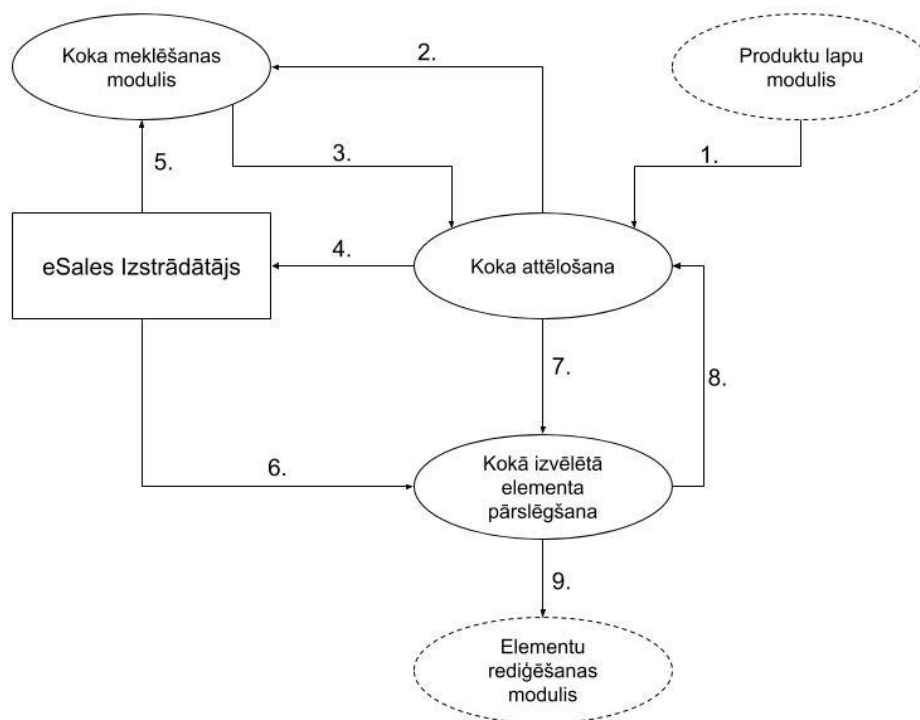 Koka meklēšanas
modulis
2.
Produktu lapu
modulis
5.
3.
1.
eSales Izstrādātājs
4.
Koka attēlošana
7.
8.
6.
Kokā izvēlētā
elementa
pārslēgšana
9.
Elementu
rediģēšanas
modulis